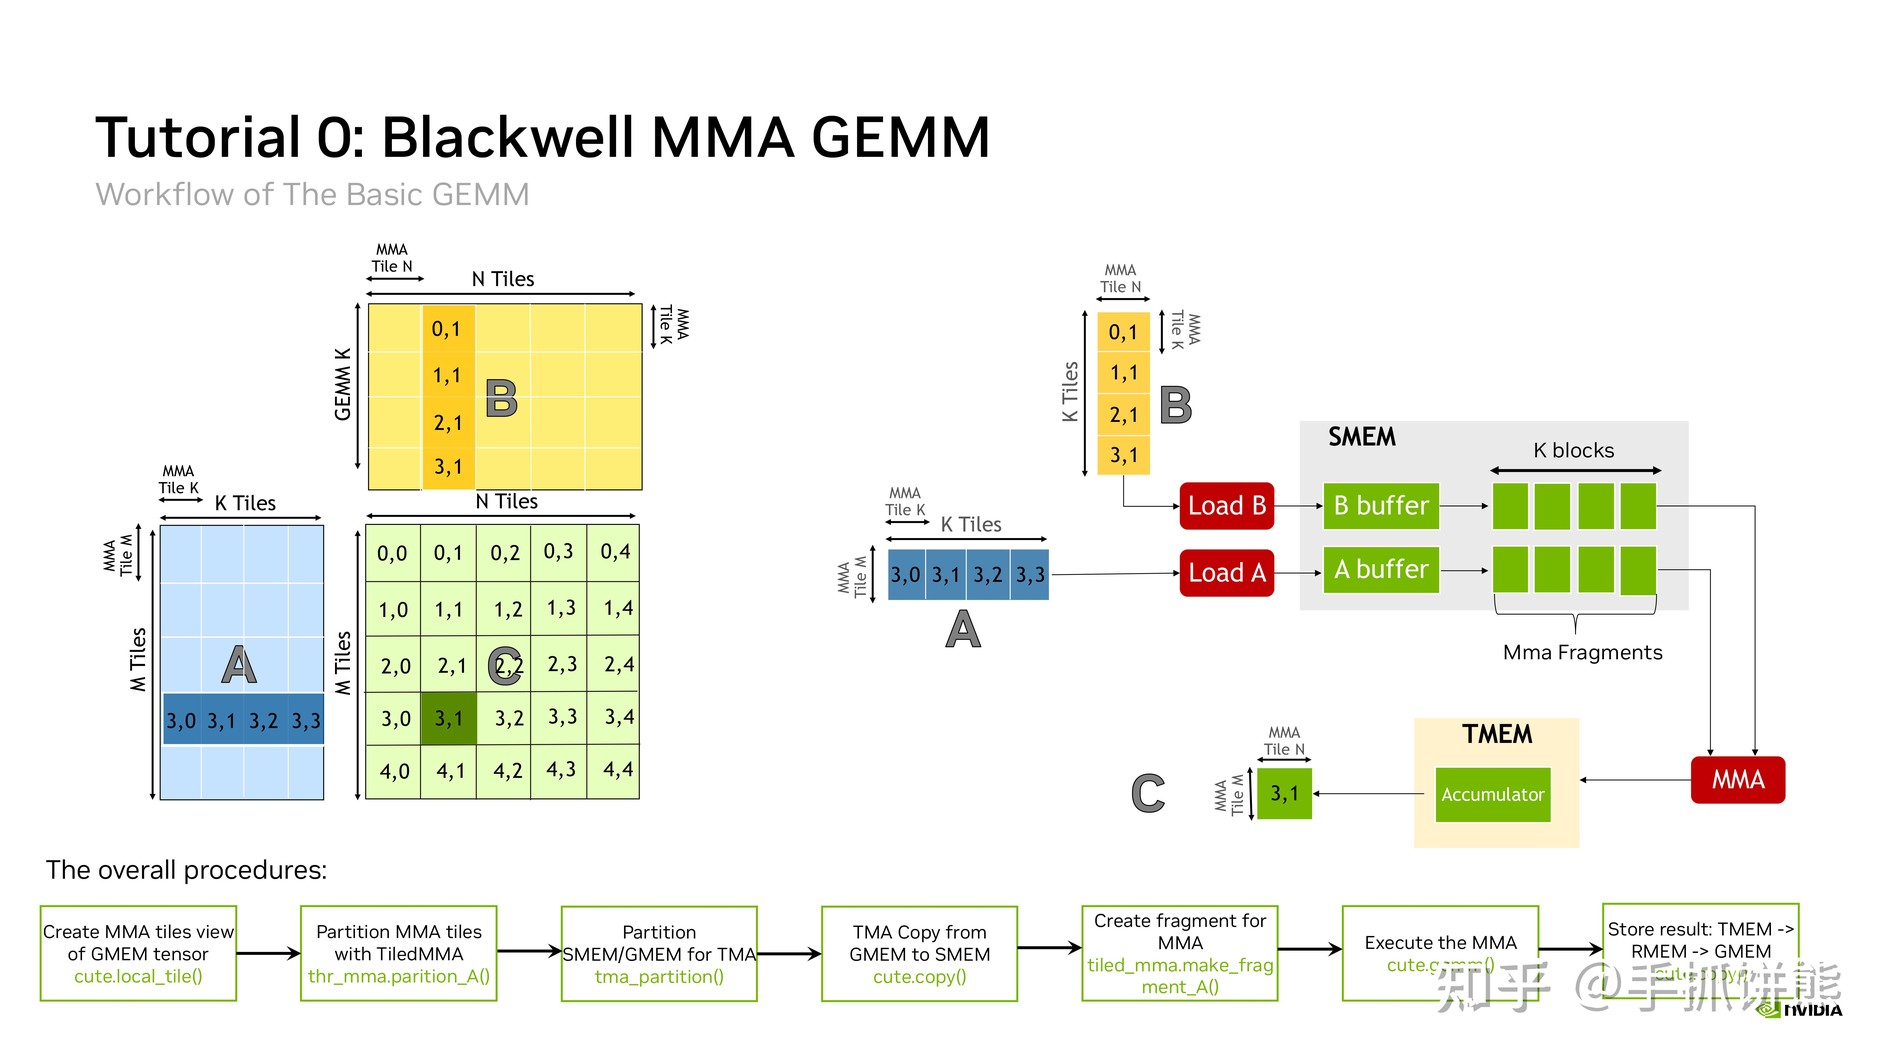 Tutorial 0: Blackwell MMA GEMM
Workflow of The Basic GEMM
MMA
Tile N
N Tiles
GEMM K
MMA
Tile K
0,1
1,1
2,1
3,1
B
MMA
Tile K
K Tiles
MMA
Tile M
M Tiles
A
3,0 3,1 3,2 3,3
N Tiles
M Tiles
0,0 0,1 0,2 0,3 0,4
1,0 1,1 1,2 1,3 1,4
2,0 2,1 2,2 2,3 2,4
C
3,0 3,1 3,2 3,3 3,4
4,0 4,1 4,2 4,3 4,4
MMA
Tile N
MMA
Tile K
K Tiles
0,1
1,1
2,1
3,1
B
MMA
Tile K
K Tiles
MMA
Tile M
3,0 3,1 3,2 3,3
A
Load B
Load A
SMEM
K blocks
B buffer
A buffer
Mma Fragments
MMA
TMEM
Accumulator
MMA
Tile N
MMA
Tile M
3,1
C
The overall procedures:
Create MMA tiles view
of GMEM tensor
cute.local_tile()
Partition MMA tiles
with TiledMMA
thr_mma.parition_A()
Partition
SMEM/GMEM for TMA
tma_partition()
TMA Copy from
GMEM to SMEM
cute.copy()
Create fragment for
MMA
tiled_mma.make_frag
ment_A()
Execute the MMA
cute.gemm()
Store result: TMEM ->
RMEM -> GMEM
cute.copy()
知乎 @手抓饼熊
NVIDIA